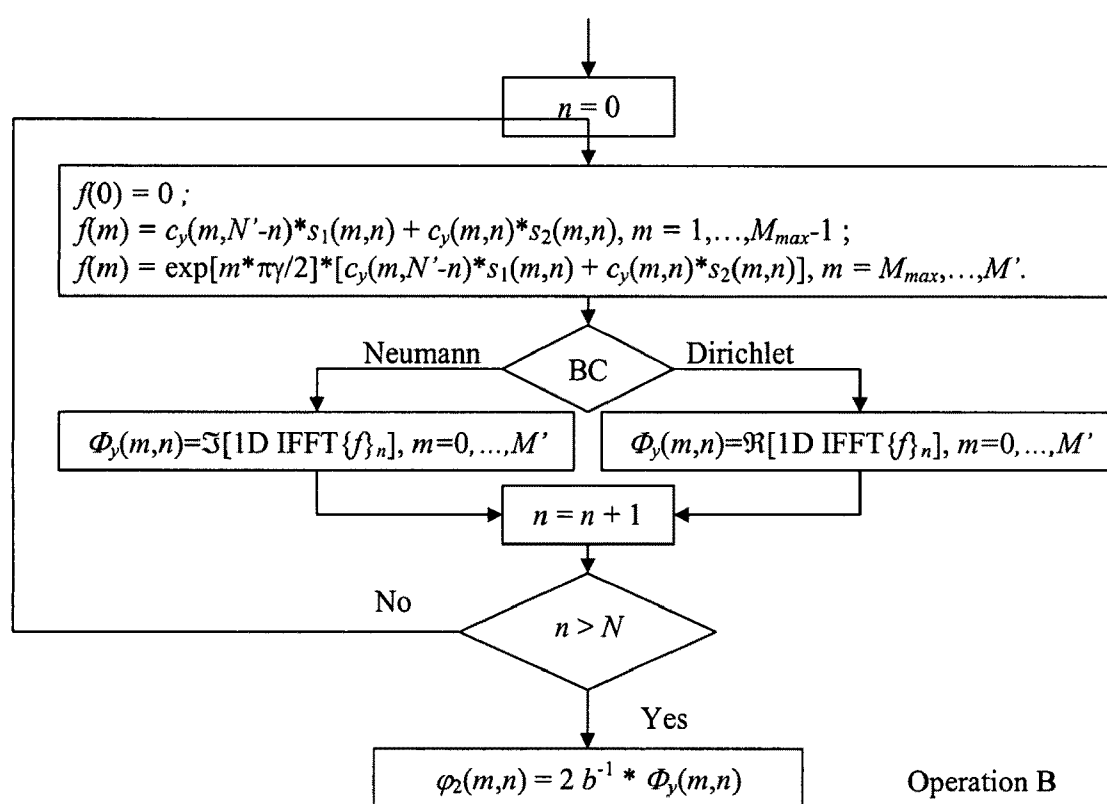 n = 0
f(0) = 0 ;
f(m) = c_y(m,N’-n)*s_1(m,n) + c_y(m,n)*s_2(m,n), m = 1,...,M_max-1 ;
f(m) = exp[m*πγ/2]*[c_y(m,N’-n)*s_1(m,n) + c_y(m,n)*s_2(m,n)], m = M_max,...,M’.
Neumann
BC
Dirichlet
Φ_y(m,n)=ℑ[1D IFFT{f}_n], m=0,...,M’
Φ_y(m,n)=ℜ[1D IFFT{f}_n], m=0,...,M’
n = n + 1
No
n > N
Yes
φ_2(m,n) = 2 b^-1 * Φ_y(m,n)
Operation B